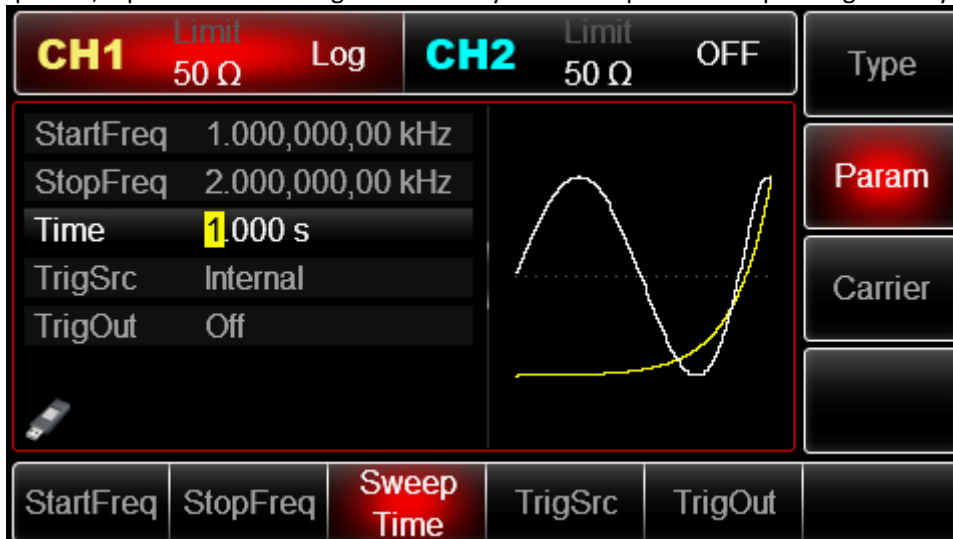 CH1 Limit 50 Ω Log CH2 Limit 50 Ω OFF
Type
StartFreq 1.000,000,00 kHz
StopFreq 2.000,000,00 kHz
Param
Time 1.000 s
TrigSrc Internal
Carrier
TrigOut Off
StartFreq StopFreq Sweep Time TrigSrc TrigOut